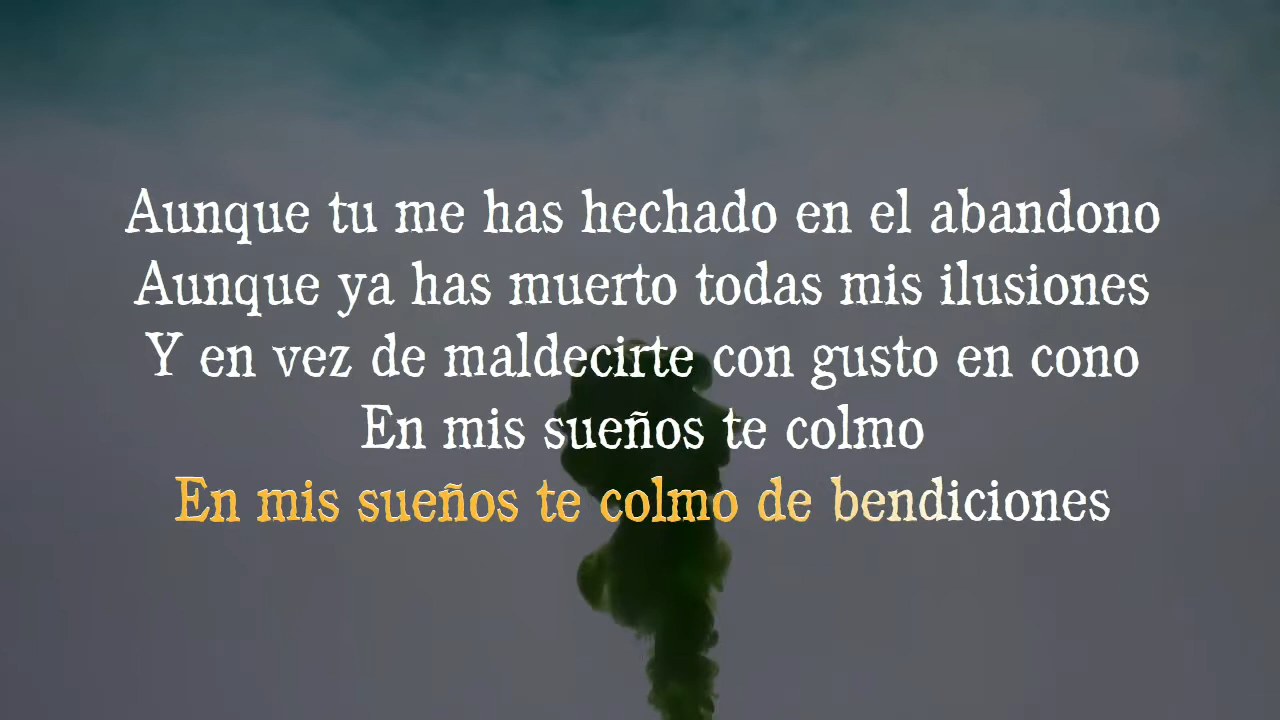 Aunque tu me has hechado en el abandono
Aunque ya has muerto todas mis ilusiones
Y en vez de maldecirte con gusto en cono
En mis sueños te colmo
En mis sueños te colmo de bendiciones